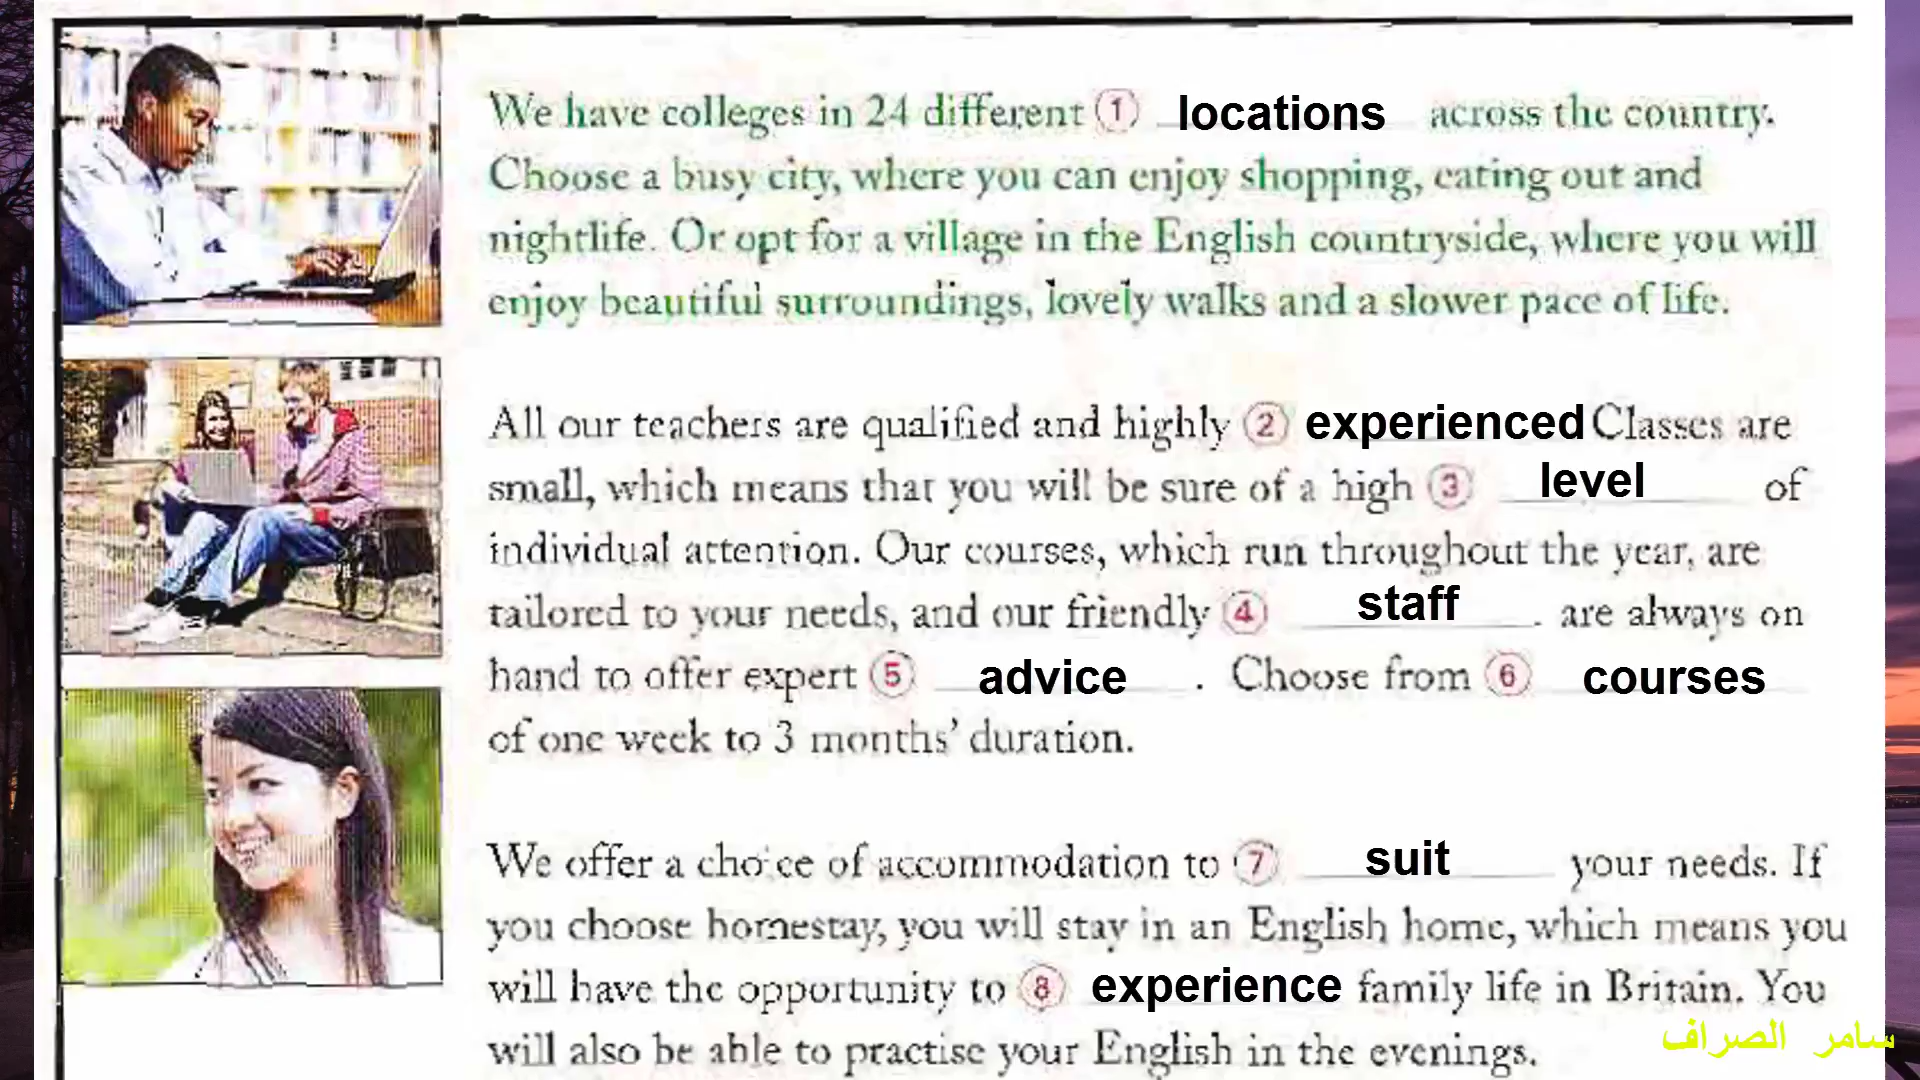 We have colleges in 24 different ① locations across the country.
Choose a busy city, where you can enjoy shopping, eating out and
nightlife. Or opt for a village in the English countryside, where you will
enjoy beautiful surroundings, lovely walks and a slower pace of life.
All our teachers are qualified and highly ② experienced Classes are
small, which means that you will be sure of a high ③ level of
individual attention. Our courses, which run throughout the year, are
tailored to your needs, and our friendly ④ staff . are always on
hand to offer expert ⑤ advice . Choose from ⑥ courses
of one week to 3 months' duration.
We offer a choice of accommodation to ⑦ suit your needs. If
you choose homestay, you will stay in an English home, which means you
will have the opportunity to ⑧ experience family life in Britain. You
will also be able to practise your English in the evenings.
سامر الصراف